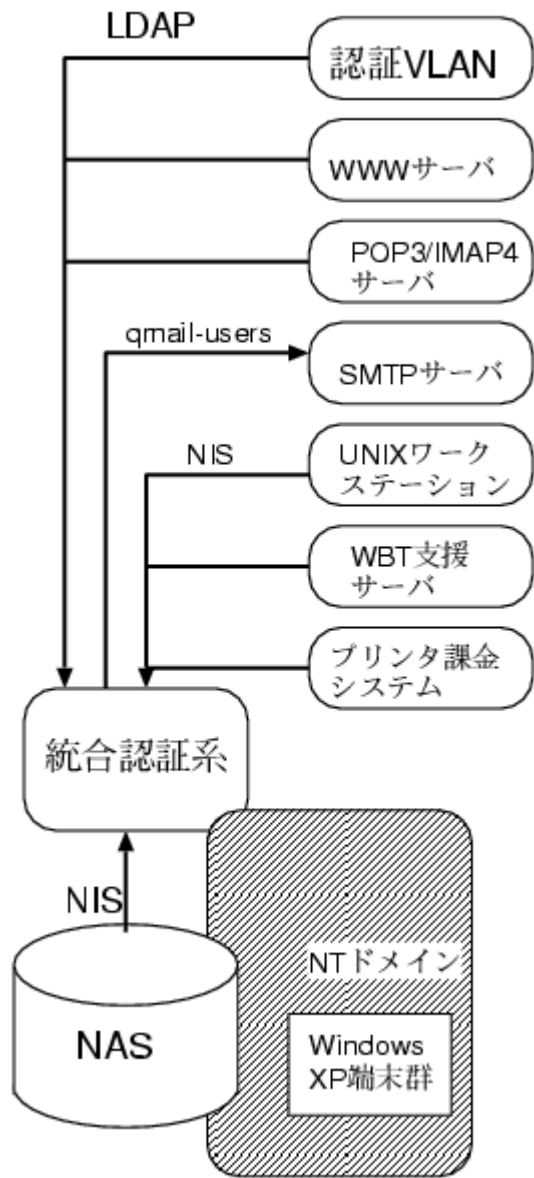 LDAP
認証VLAN
WWWサーバ
POP3/IMAP4
サーバ
qmail-users
SMTPサーバ
NIS
UNIXワーク
ステーション
WBT支援
サーバ
プリンタ課金
システム
統合認証系
NIS
NTドメイン
NAS
Windows
XP端末群